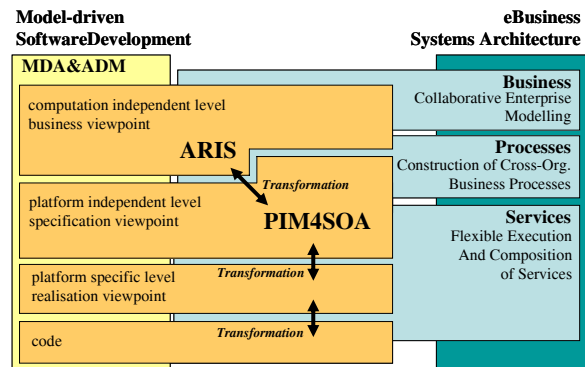 Model-driven
SoftwareDevelopment
eBusiness
Systems Architecture
MDA&ADM
computation independent level
business viewpoint
ARIS
Transformation
platform independent level
specification viewpoint
PIM4SOA
Transformation
platform specific level
realisation viewpoint
Transformation
code
Business
Collaborative Enterprise
Modelling
Processes
Construction of Cross-Org.
Business Processes
Services
Flexible Execution
And Composition
of Services